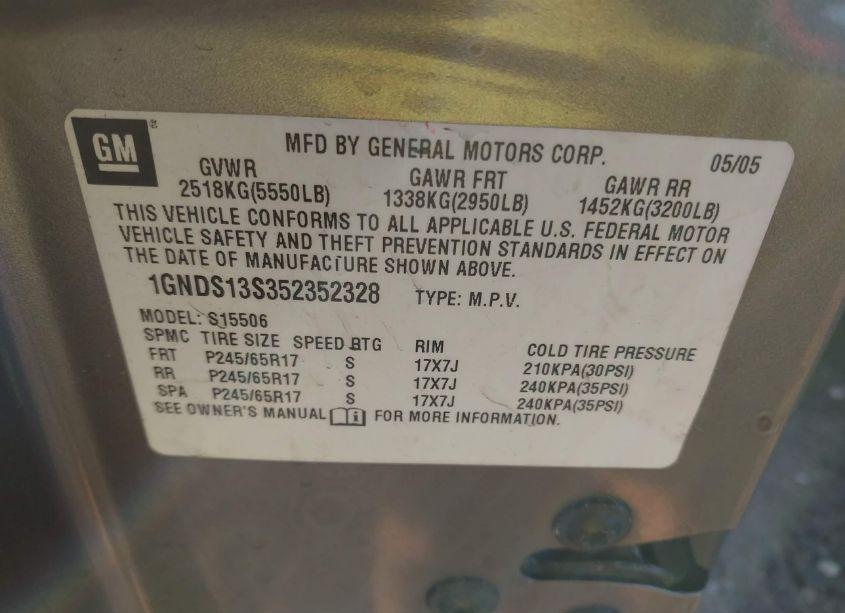 GM®
MFD BY GENERAL MOTORS CORP. 05/05
GVWR GAWR FRT GAWR RR
2518KG(5550LB) 1338KG(2950LB) 1452KG(3200LB)
THIS VEHICLE CONFORMS TO ALL APPLICABLE U.S. FEDERAL MOTOR
VEHICLE SAFETY AND THEFT PREVENTION STANDARDS IN EFFECT ON
THE DATE OF MANUFACTURE SHOWN ABOVE.
1GNDS13S352352328 TYPE: M.P.V.
MODEL: S15506
SPMC TIRE SIZE SPEED RTG RIM COLD TIRE PRESSURE
FRT P245/65R17 S 17X7J 210KPA(30PSI)
RR P245/65R17 S 17X7J 240KPA(35PSI)
SPA P245/65R17 S 17X7J 240KPA(35PSI)
SEE OWNER'S MANUAL FOR MORE INFORMATION.